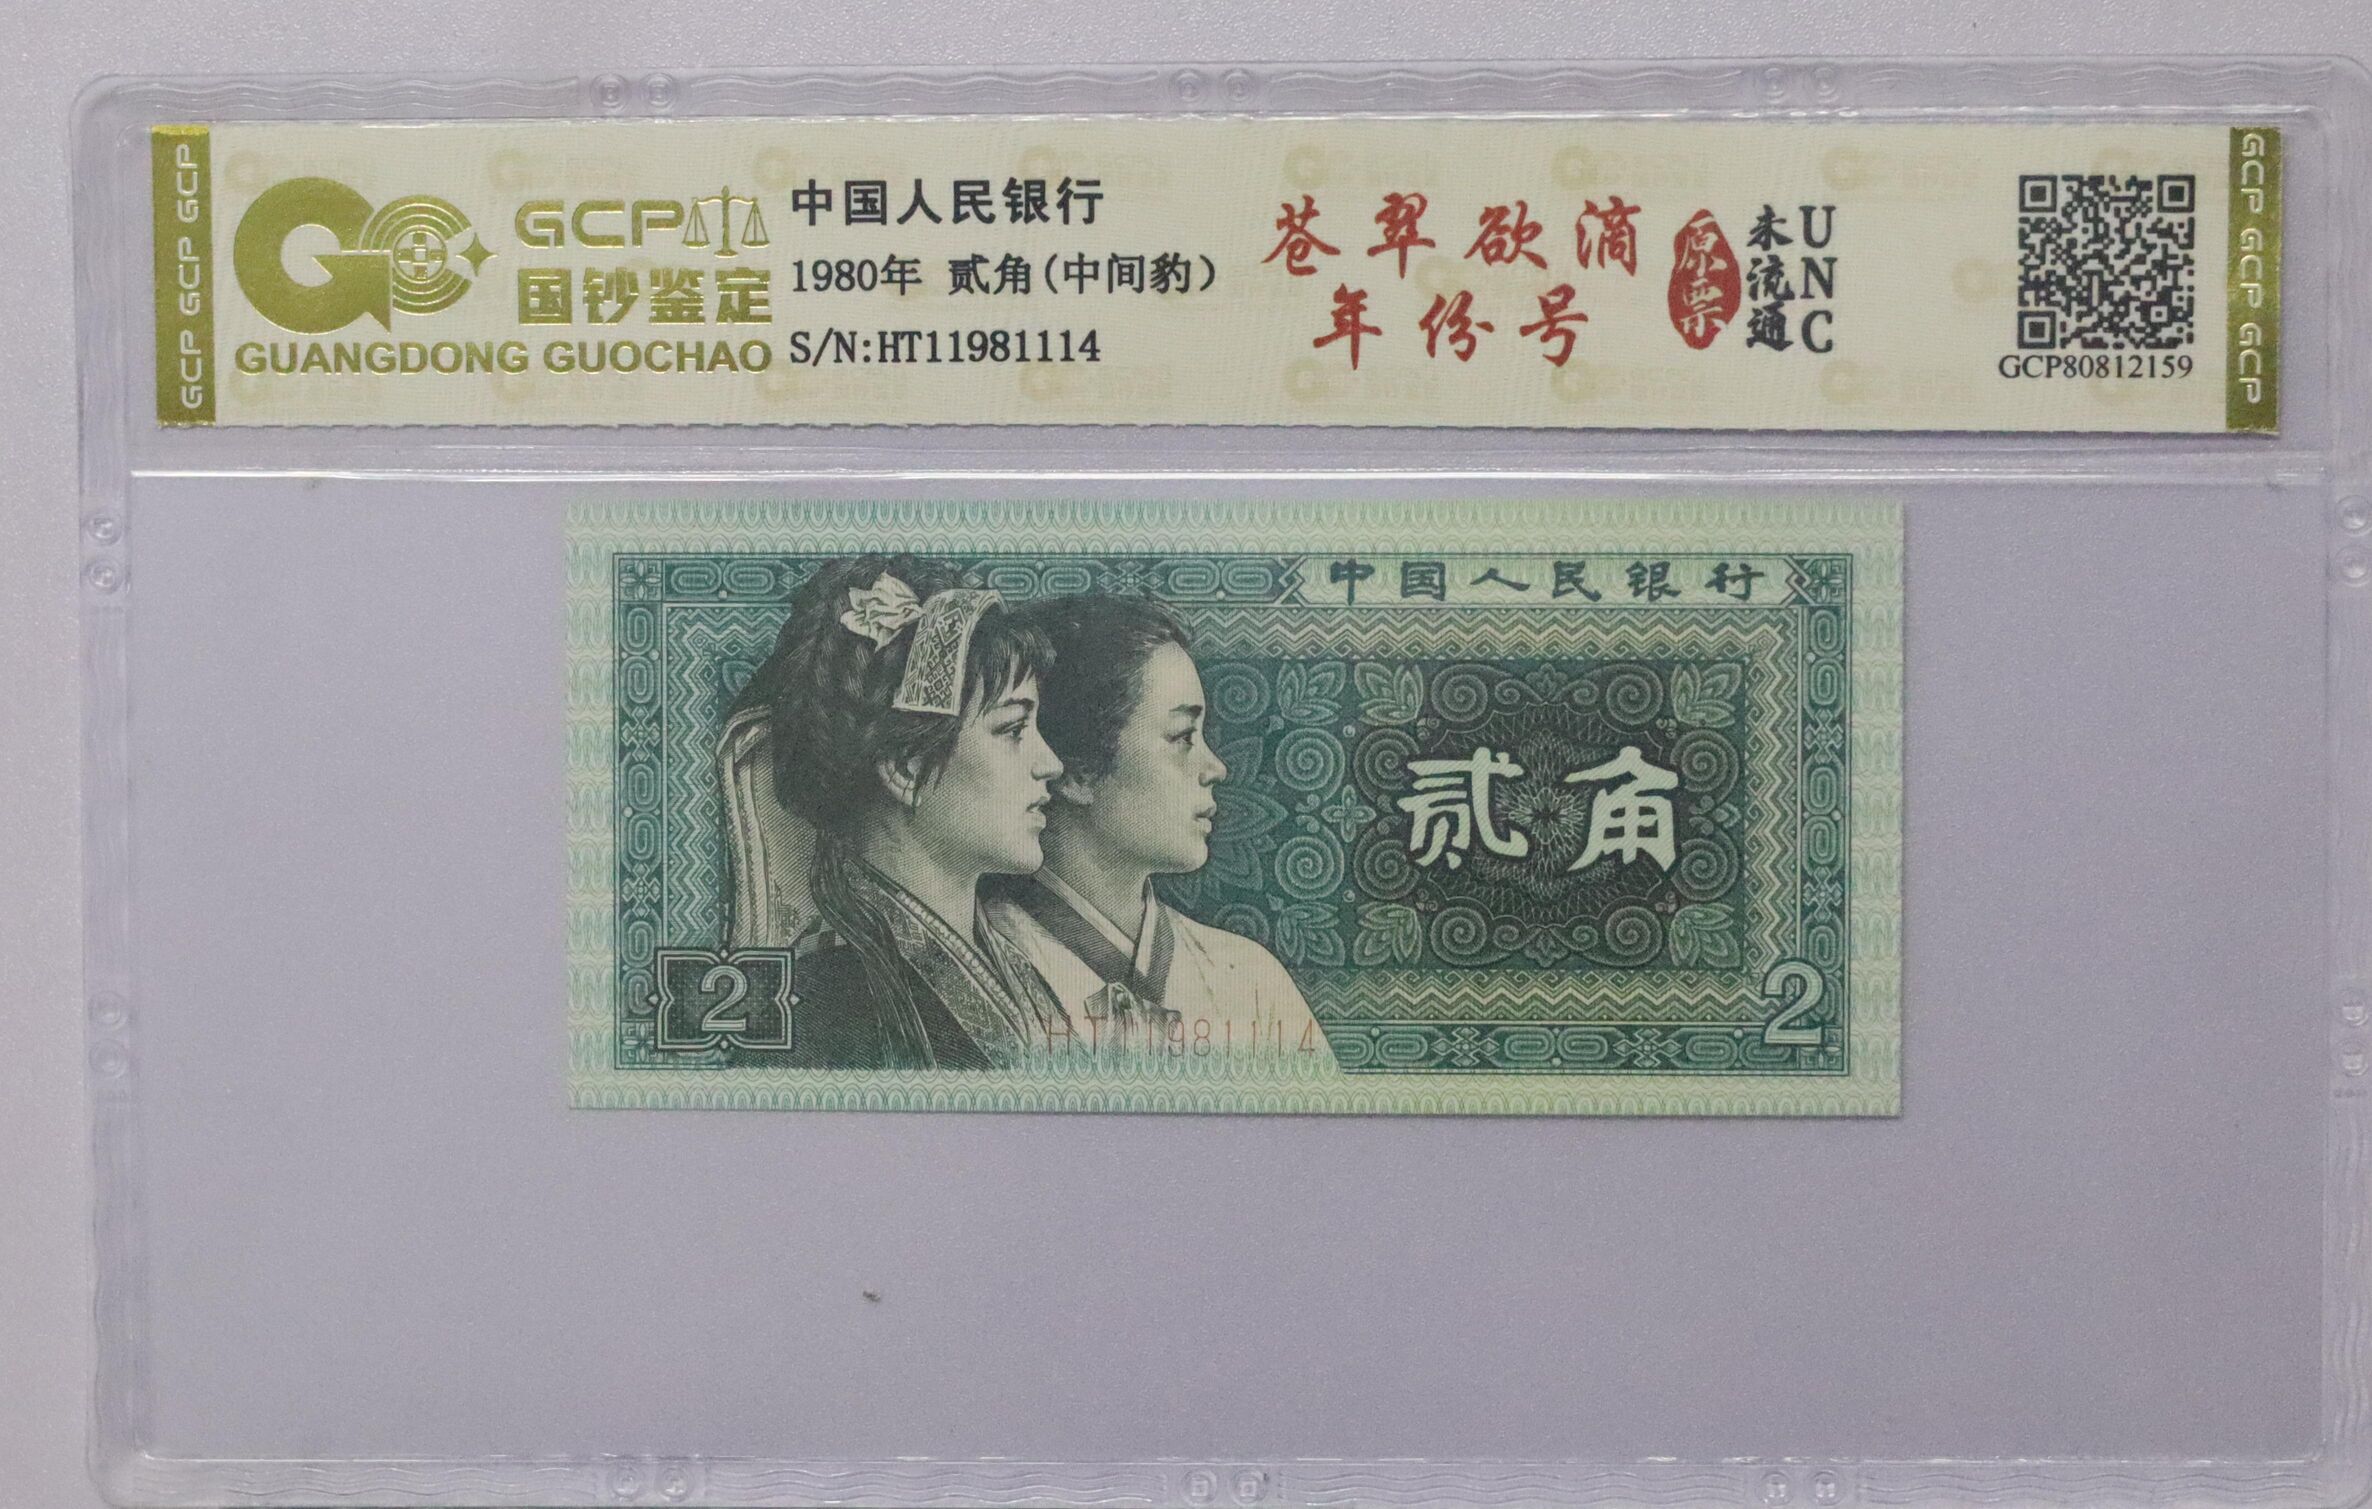 GCP GCP GCP
GCP
国钞鉴定
GUANGDONG GUOCHAO
中国人民银行
1980年 贰角(中间豹)
S/N:HT11981114
苍翠欲滴
年份号
原票
未流通
UNC
GCP80812159
GCP GCP GCP
中国人民银行
贰角
2
2
HT11981114